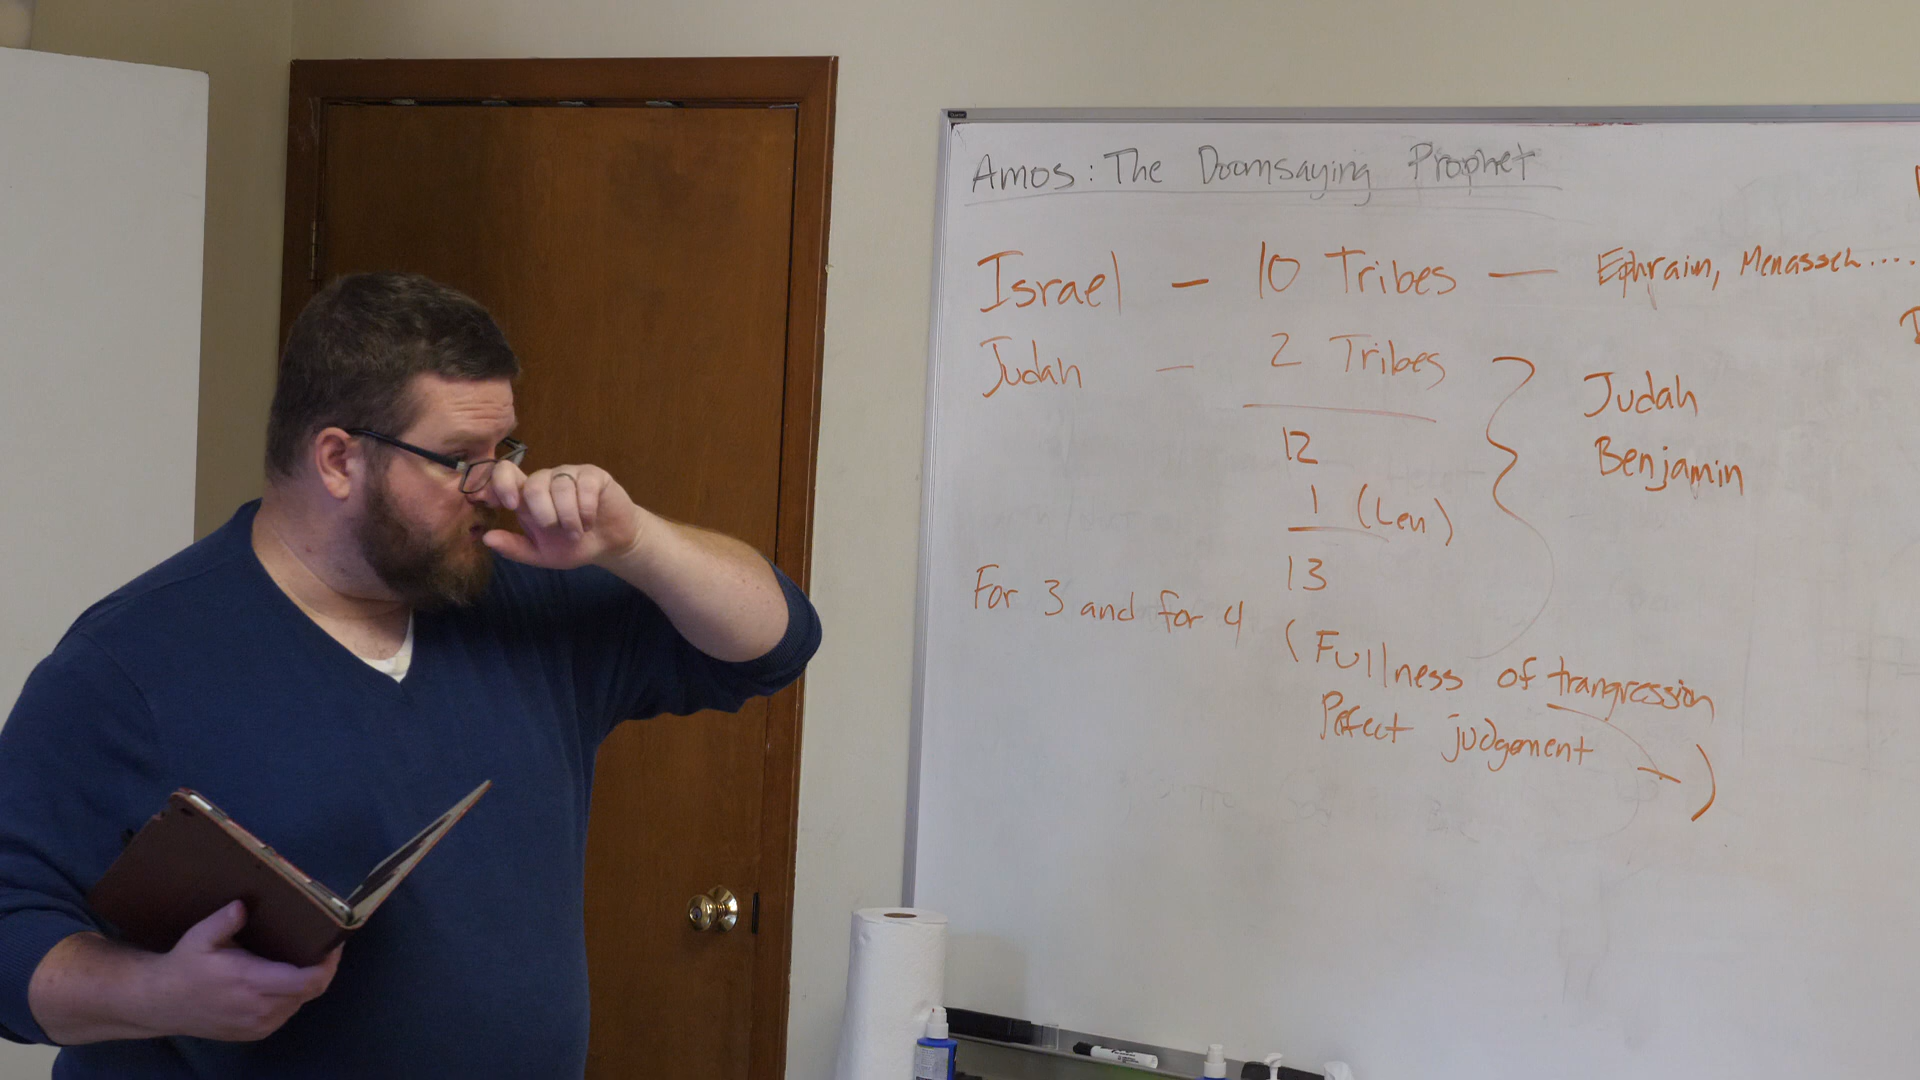 Amos: The Doomsaying Prophet
Israel - 10 Tribes - Ephraim, Menasseh....
Judah - 2 Tribes
Judah
Benjamin
12
1 (Levi)
13
For 3 and for 4
(Fullness of trangression
Pefect judgement )